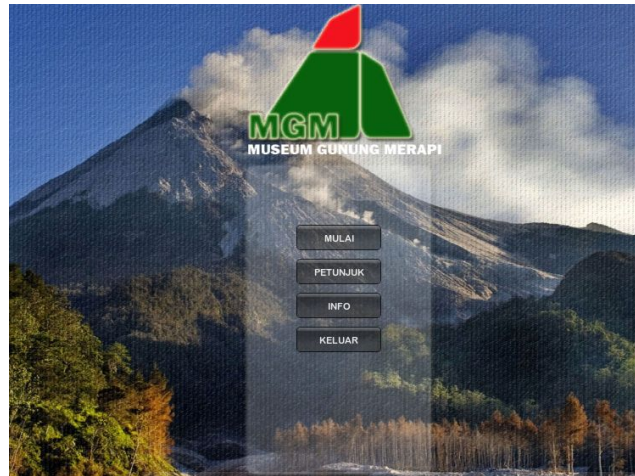 MGM
MUSEUM GUNUNG MERAPI
MULAI
PETUNJUK
INFO
KELUAR